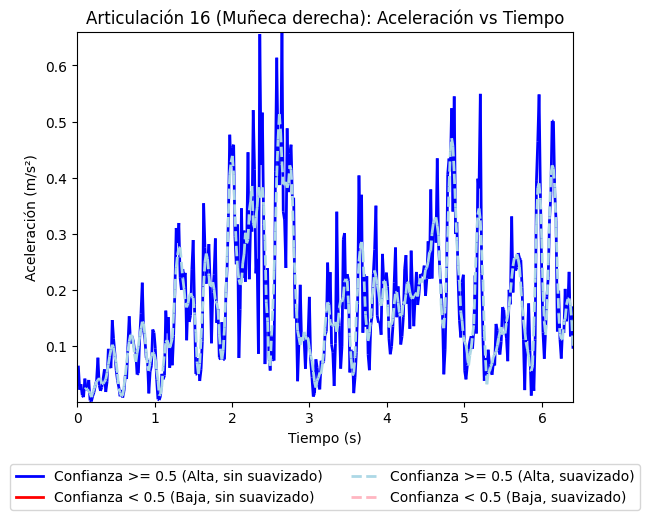 Articulación 16 (Muñeca derecha): Aceleración vs Tiempo
0.6
0.5
0.4
0.3
0.2
0.1
Aceleración (m/s²)
0 1 2 3 4 5 6
Tiempo (s)
Confianza >= 0.5 (Alta, sin suavizado) Confianza >= 0.5 (Alta, suavizado)
Confianza < 0.5 (Baja, sin suavizado) Confianza < 0.5 (Baja, suavizado)